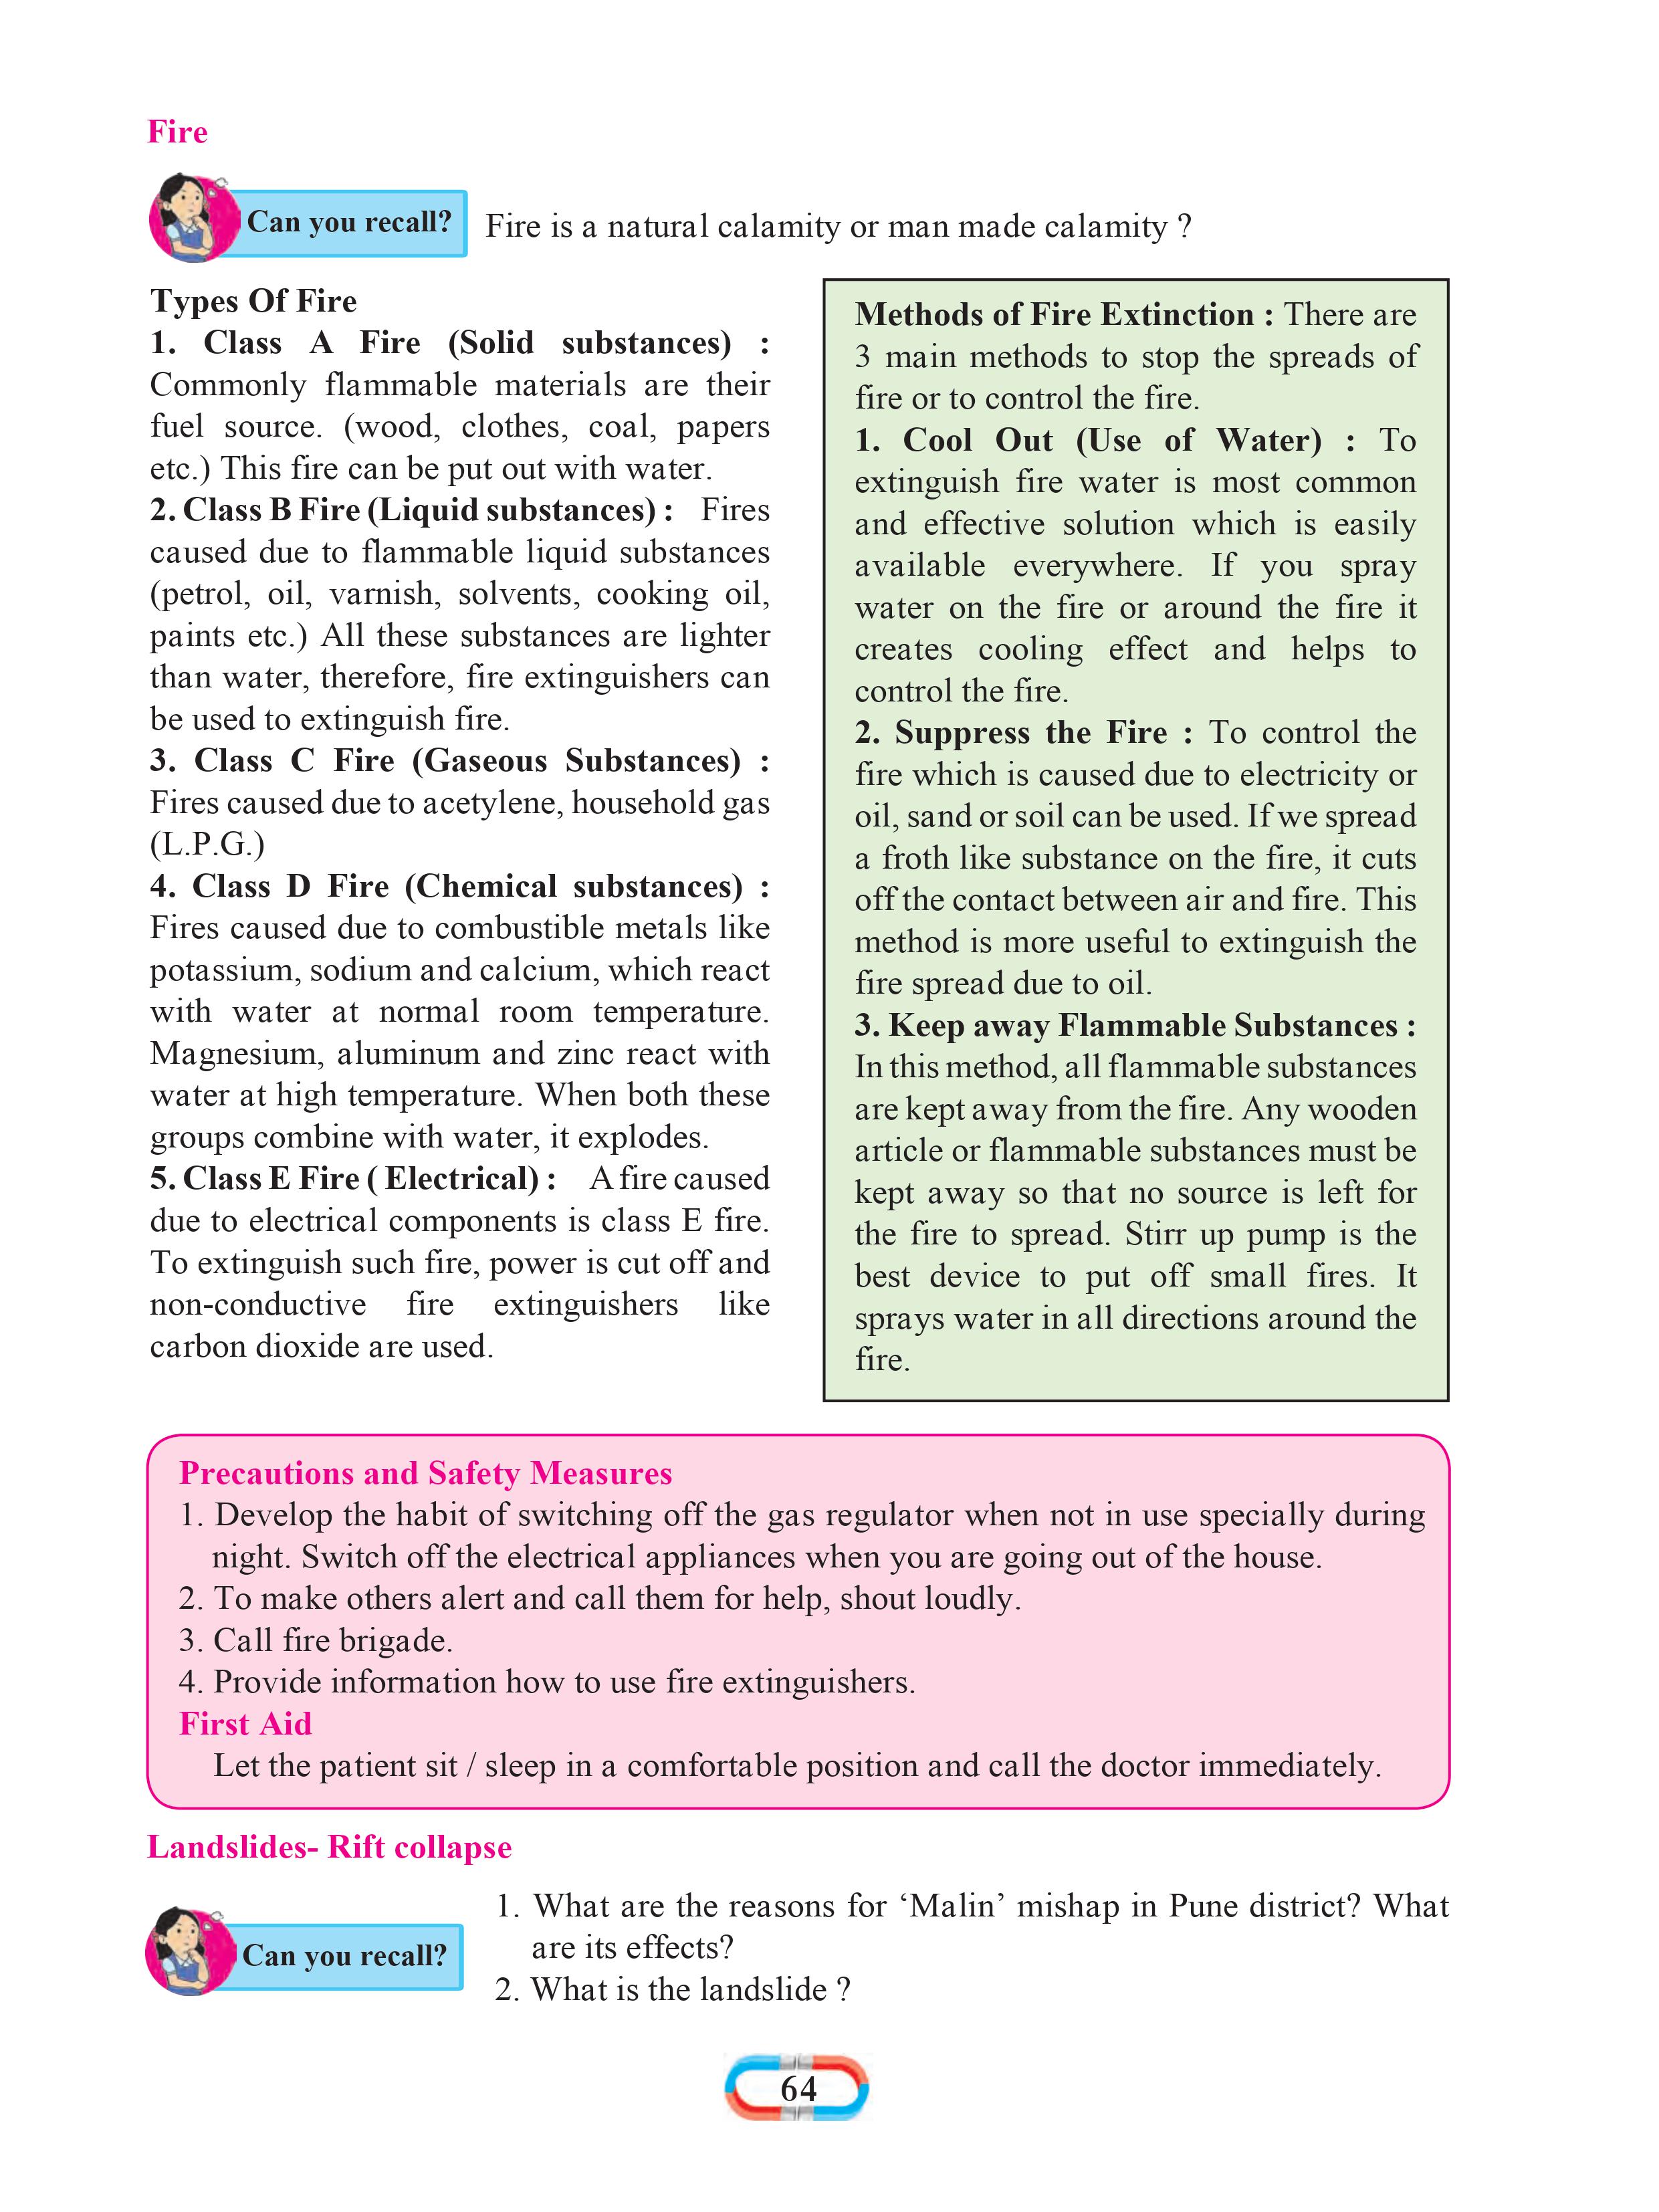 Fire
Can you recall?
Fire is a natural calamity or man made calamity ?
Types Of Fire
1. Class A Fire (Solid substances) :
Commonly flammable materials are their
fuel source. (wood, clothes, coal, papers
etc.) This fire can be put out with water.
2. Class B Fire (Liquid substances) : Fires
caused due to flammable liquid substances
(petrol, oil, varnish, solvents, cooking oil,
paints etc.) All these substances are lighter
than water, therefore, fire extinguishers can
be used to extinguish fire.
3. Class C Fire (Gaseous Substances) :
Fires caused due to acetylene, household gas
(L.P.G.)
4. Class D Fire (Chemical substances) :
Fires caused due to combustible metals like
potassium, sodium and calcium, which react
with water at normal room temperature.
Magnesium, aluminum and zinc react with
water at high temperature. When both these
groups combine with water, it explodes.
5. Class E Fire ( Electrical) : A fire caused
due to electrical components is class E fire.
To extinguish such fire, power is cut off and
non-conductive fire extinguishers like
carbon dioxide are used.
Methods of Fire Extinction : There are
3 main methods to stop the spreads of
fire or to control the fire.
1. Cool Out (Use of Water) : To
extinguish fire water is most common
and effective solution which is easily
available everywhere. If you spray
water on the fire or around the fire it
creates cooling effect and helps to
control the fire.
2. Suppress the Fire : To control the
fire which is caused due to electricity or
oil, sand or soil can be used. If we spread
a froth like substance on the fire, it cuts
off the contact between air and fire. This
method is more useful to extinguish the
fire spread due to oil.
3. Keep away Flammable Substances :
In this method, all flammable substances
are kept away from the fire. Any wooden
article or flammable substances must be
kept away so that no source is left for
the fire to spread. Stirr up pump is the
best device to put off small fires. It
sprays water in all directions around the
fire.
Precautions and Safety Measures
1. Develop the habit of switching off the gas regulator when not in use specially during
night. Switch off the electrical appliances when you are going out of the house.
2. To make others alert and call them for help, shout loudly.
3. Call fire brigade.
4. Provide information how to use fire extinguishers.
First Aid
Let the patient sit / sleep in a comfortable position and call the doctor immediately.
Landslides- Rift collapse
Can you recall?
1. What are the reasons for ‘Malin’ mishap in Pune district? What
are its effects?
2. What is the landslide ?
64